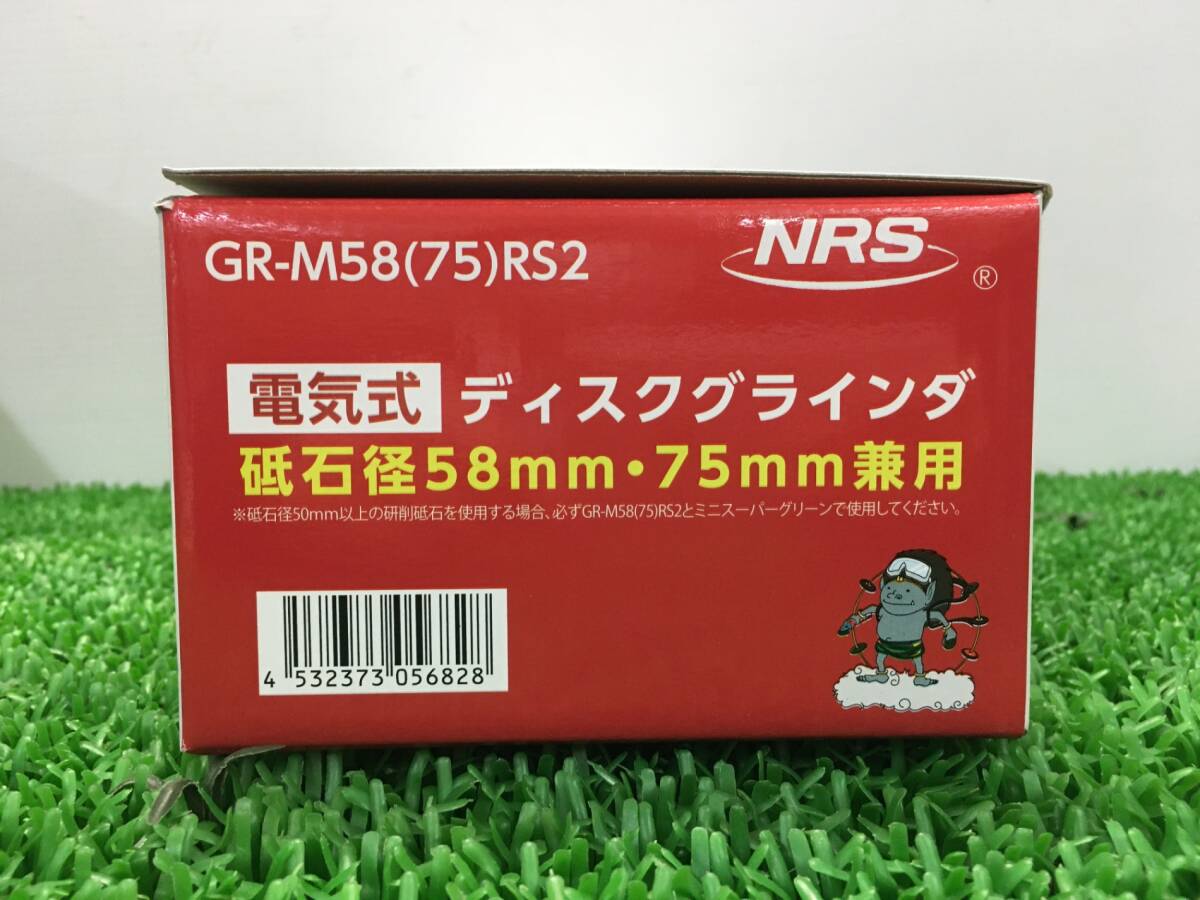 GR-M58(75)RS2
NRS
®
電気式 ディスクグラインダ
砥石径58mm・75mm兼用
※砥石径50mm以上の研削砥石を使用する場合、必ずGR-M58(75)RS2とミニスーパーグリーンで使用してください。
4 532373 056828